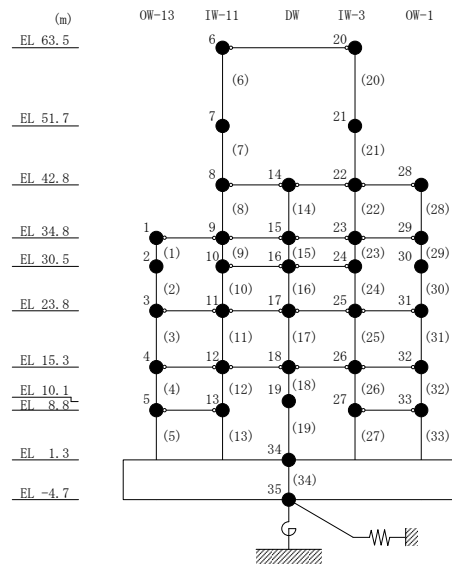 (m) OW-13 IW-11 DW IW-3 OW-1
EL 63.5 6 20
(6) (20)
EL 51.7 7 21
(7) (21)
EL 42.8 8 14 22 28
(8) (14) (22) (28)
EL 34.8 1 9 15 23 29
(1) (9) (15) (23) (29)
EL 30.5 2 10 16 24 30
(2) (10) (16) (24) (30)
EL 23.8 3 11 17 25 31
(3) (11) (17) (25) (31)
EL 15.3 4 12 18 26 32
(4) (12) (18) (26) (32)
EL 10.1 19
EL 8.8 5 13 27 33
(5) (13) (19) (27) (33)
EL 1.3 34
(34)
EL -4.7 35